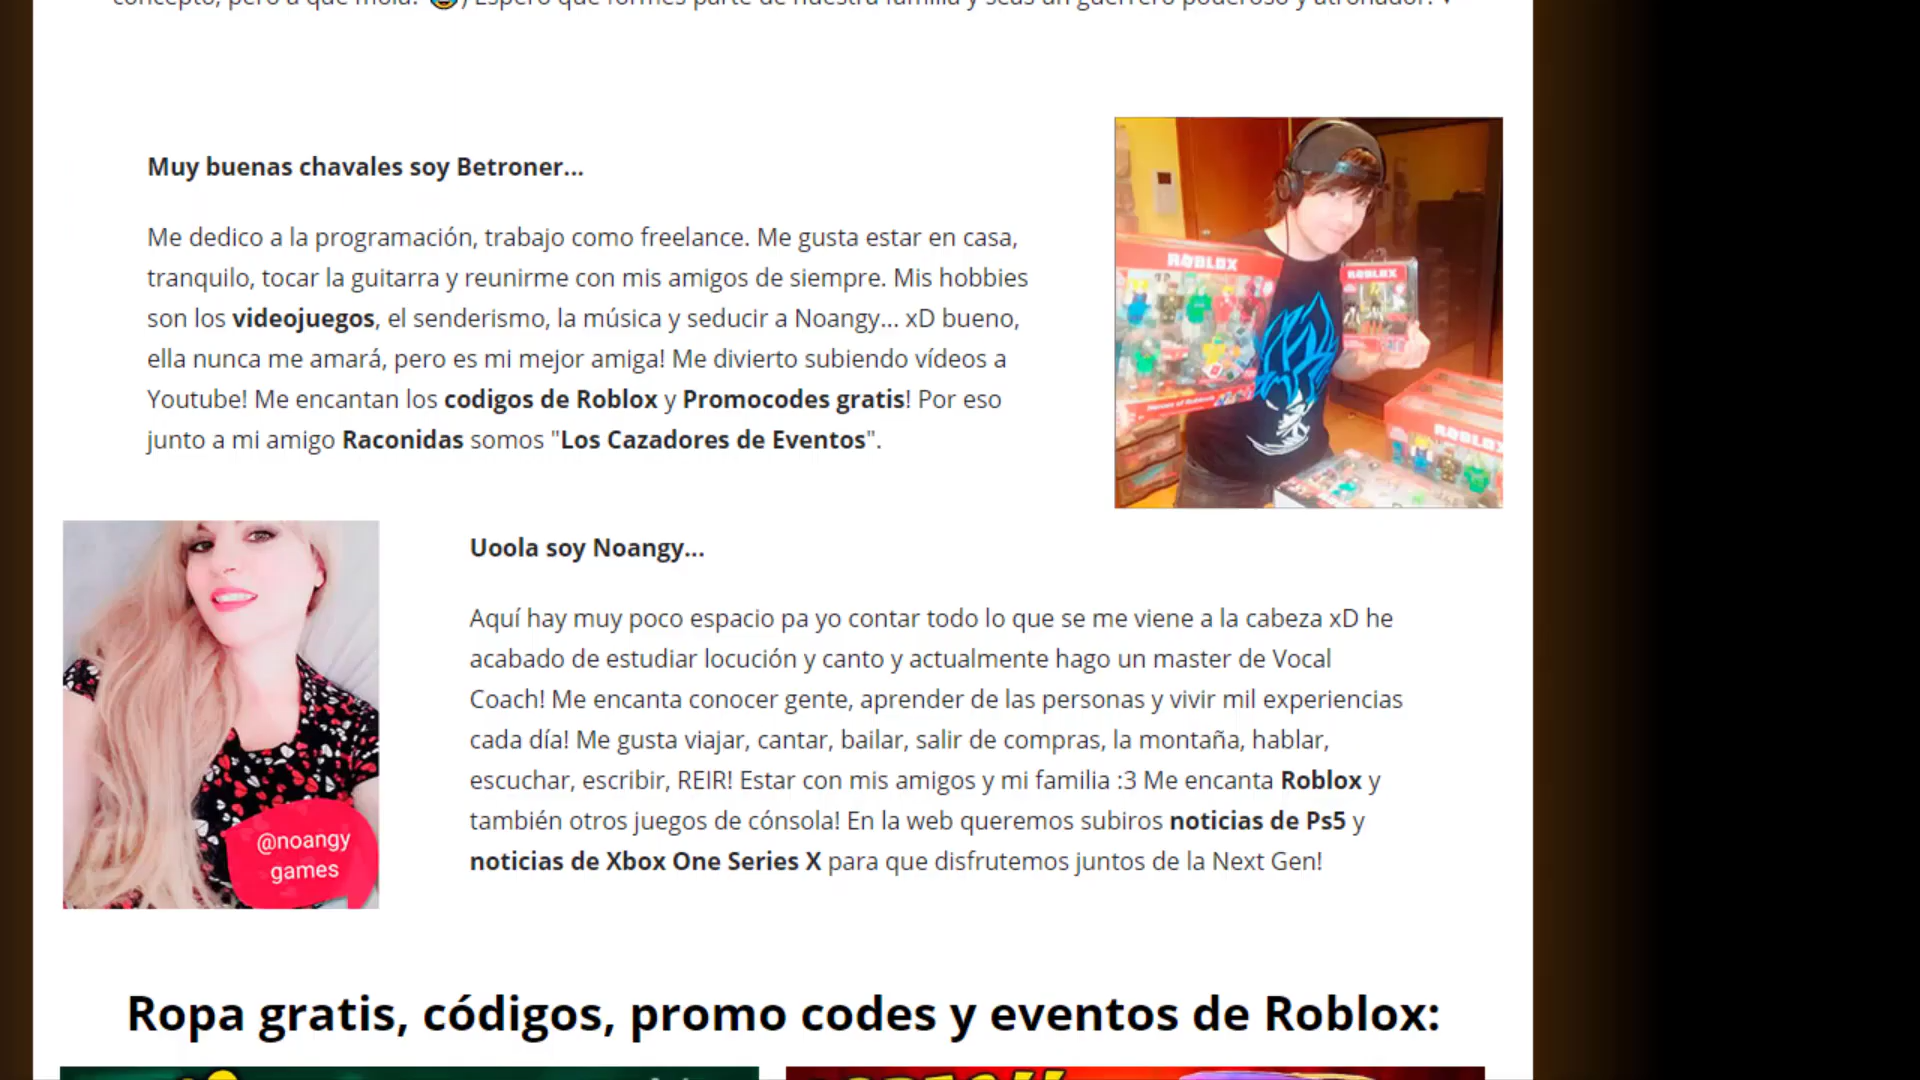 concepto, pero a que mola! ) Espero que formes parte de nuestra familia y seas un guerrero poderoso y atronador!
Muy buenas chavales soy Betroner...
Me dedico a la programación, trabajo como freelance. Me gusta estar en casa,
tranquilo, tocar la guitarra y reunirme con mis amigos de siempre. Mis hobbies
son los videojuegos, el senderismo, la música y seducir a Noangy... xD bueno,
ella nunca me amará, pero es mi mejor amiga! Me divierto subiendo vídeos a
Youtube! Me encantan los codigos de Roblox y Promocodes gratis! Por eso
junto a mi amigo Raconidas somos "Los Cazadores de Eventos".
ROBLOX
ROBLOX
ROBLOX
Uoola soy Noangy...
Aquí hay muy poco espacio pa yo contar todo lo que se me viene a la cabeza xD he
acabado de estudiar locución y canto y actualmente hago un master de Vocal
Coach! Me encanta conocer gente, aprender de las personas y vivir mil experiencias
cada día! Me gusta viajar, cantar, bailar, salir de compras, la montaña, hablar,
escuchar, escribir, REIR! Estar con mis amigos y mi familia :3 Me encanta Roblox y
también otros juegos de cónsola! En la web queremos subiros noticias de Ps5 y
noticias de Xbox One Series X para que disfrutemos juntos de la Next Gen!
@noangy
games
Ropa gratis, códigos, promo codes y eventos de Roblox: